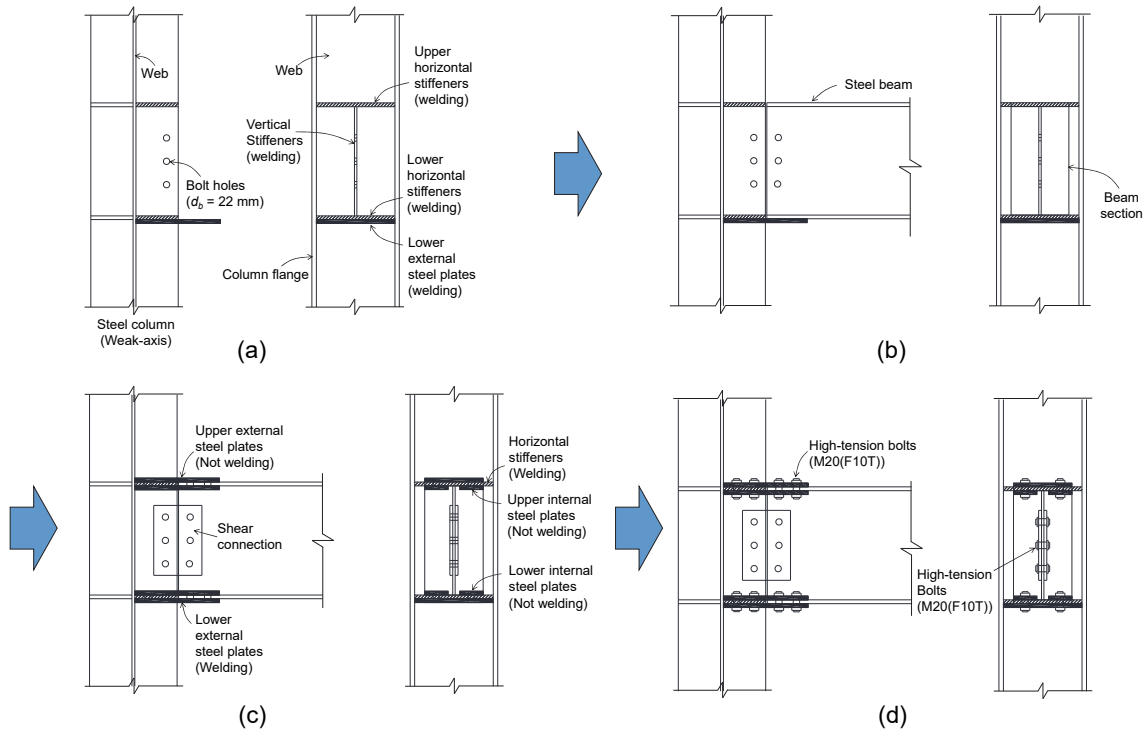 Web
Web
Upper
horizontal
stiffeners
(welding)
Vertical
Stiffeners
(welding)
Bolt holes
(d_b = 22 mm)
Lower
horizontal
stiffeners
(welding)
Column flange
Lower
external
steel plates
(welding)
Steel column
(Weak-axis)
(a)
Steel beam
Beam
section
(b)
Upper external
steel plates
(Not welding)
Shear
connection
Lower
external
steel plates
(Welding)
Horizontal
stiffeners
(Welding)
Upper internal
steel plates
(Not welding)
Lower internal
steel plates
(Not welding)
(c)
High-tension bolts
(M20(F10T))
High-tension
Bolts
(M20(F10T))
(d)